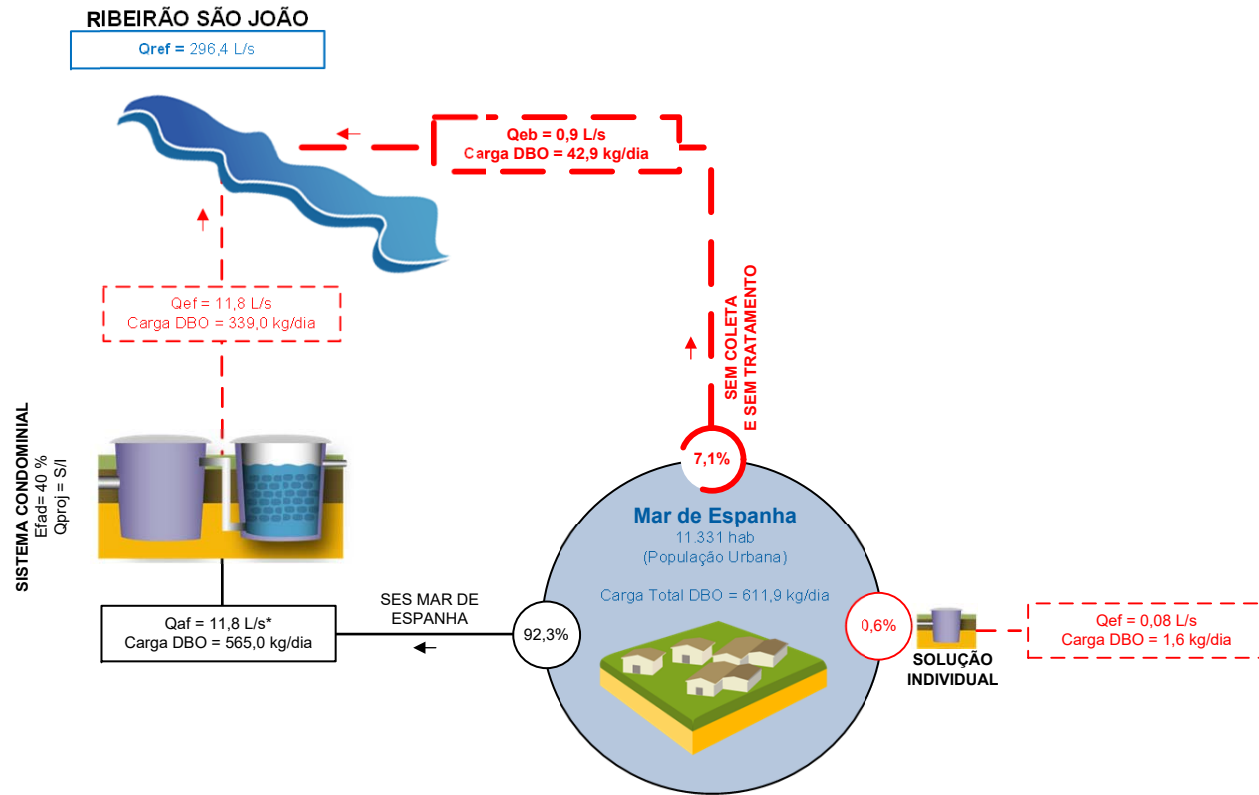 RIBEIRÃO SÃO JOÃO
Qref = 296,4 L/s
Qeb = 0,9 L/s
Carga DBO = 42,9 kg/dia
SEM COLETA
E SEM TRATAMENTO
Qef = 11,8 L/s
Carga DBO = 339,0 kg/dia
SISTEMA CONDOMINIAL
Efad= 40 %
Qproj = S/I
7,1%
Mar de Espanha
11.331 hab
(População Urbana)
Carga Total DBO = 611,9 kg/dia
SES MAR DE
ESPANHA
92,3%
Qaf = 11,8 L/s*
Carga DBO = 565,0 kg/dia
0,6%
SOLUÇÃO
INDIVIDUAL
Qef = 0,08 L/s
Carga DBO = 1,6 kg/dia